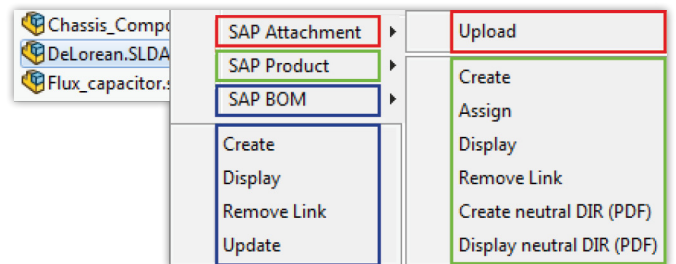 Chassis_Compo
DeLorean.SLDA
Flux_capacitor.s
SAP Attachment
SAP Product
SAP BOM
Create
Display
Remove Link
Update
Upload
Create
Assign
Display
Remove Link
Create neutral DIR (PDF)
Display neutral DIR (PDF)